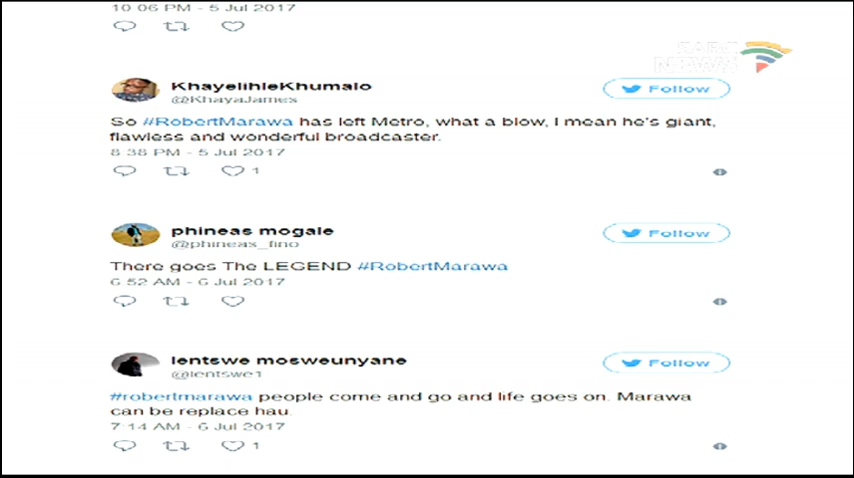 10:06 PM - 5 Jul 2017
SABC
NEWS
KhayelihleKhumalo
@KhayaJames
Follow
So #RobertMarawa has left Metro, what a blow, I mean he's giant,
flawless and wonderful broadcaster.
8:38 PM - 5 Jul 2017
1
phineas mogale
@phineas_fino
Follow
There goes The LEGEND #RobertMarawa
6:52 AM - 6 Jul 2017
lentswe mosweunyane
@lentswe1
Follow
#robertmarawa people come and go and life goes on. Marawa
can be replace hau.
7:14 AM - 6 Jul 2017
1